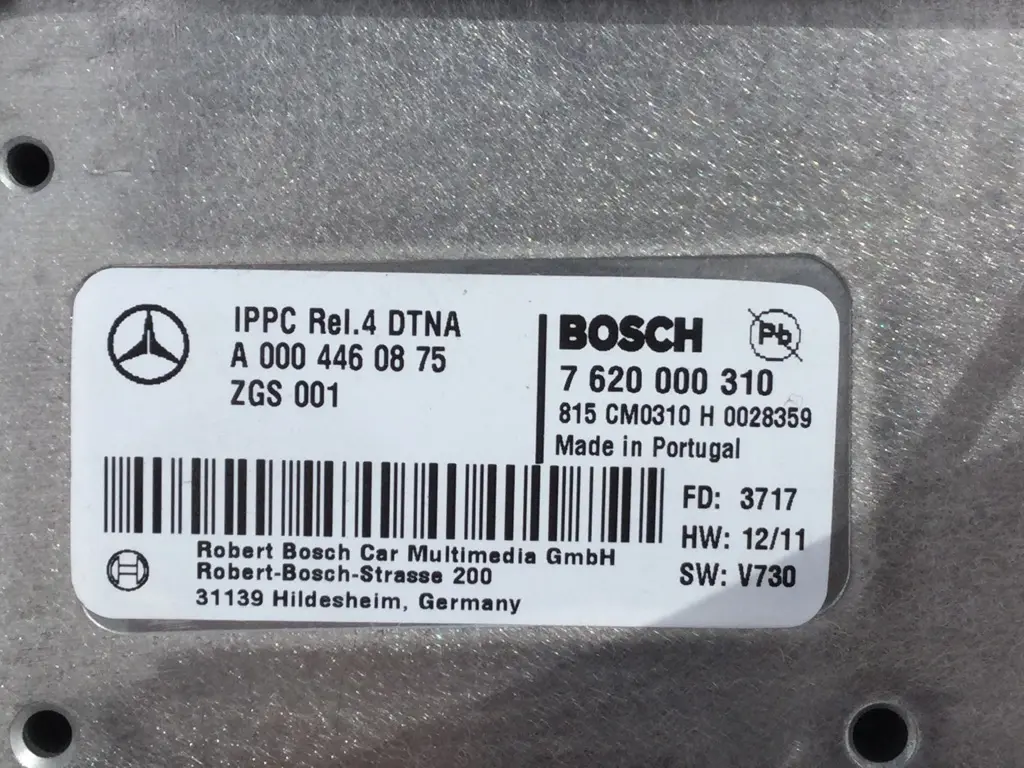 IPPC Rel.4 DTNA
A 000 446 08 75
ZGS 001
BOSCH
Pb
7 620 000 310
815 CM0310 H 0028359
Made in Portugal
FD: 3717
HW: 12/11
SW: V730
Robert Bosch Car Multimedia GmbH
Robert-Bosch-Strasse 200
31139 Hildesheim, Germany